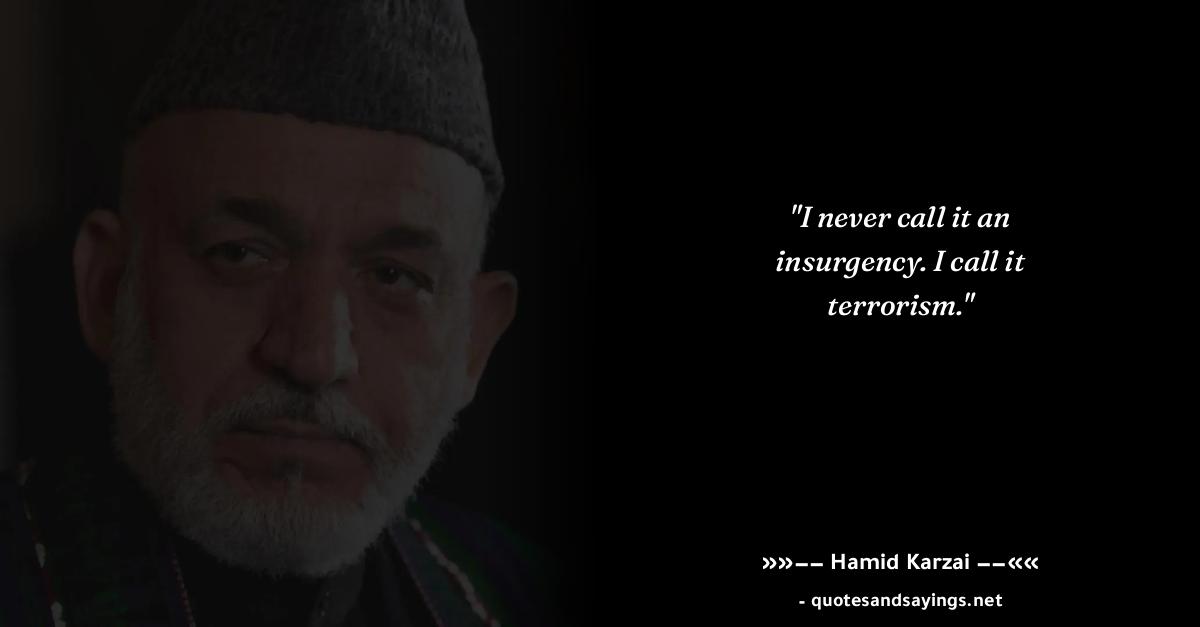 "I never call it an
insurgency. I call it
terrorism."
»»−− Hamid Karzai −−««
- quotesandsayings.net